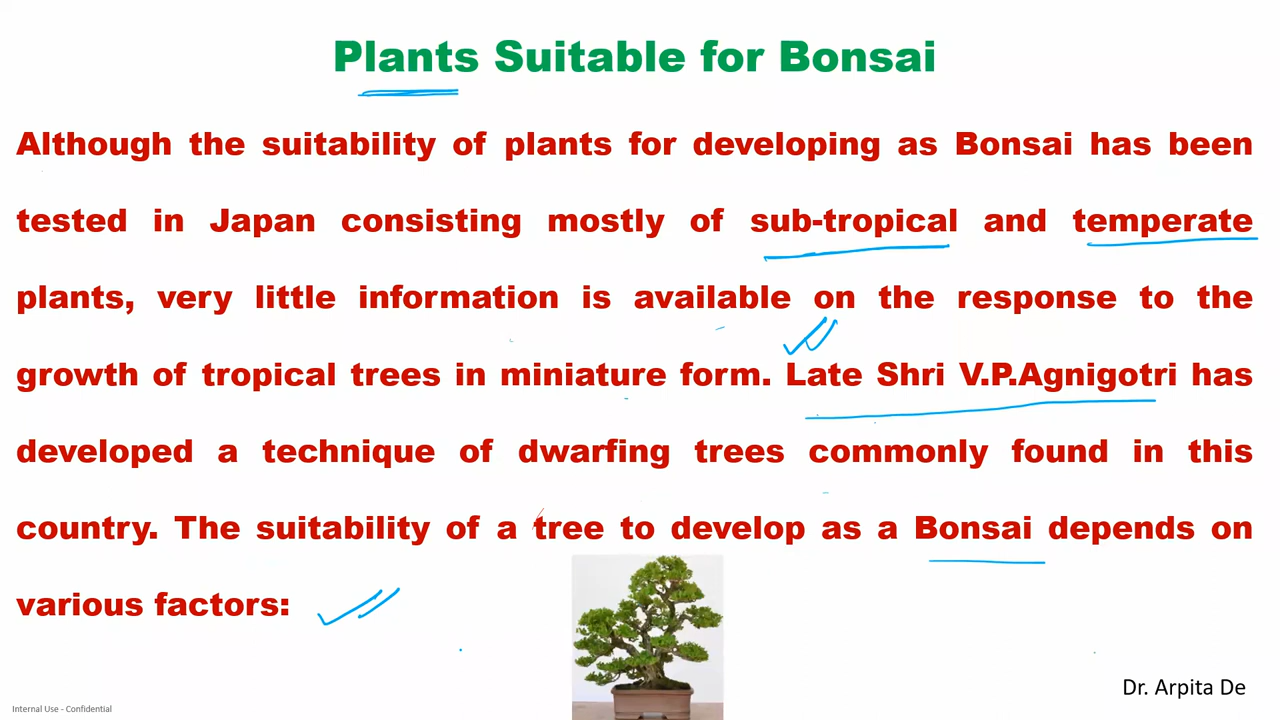 Plants Suitable for Bonsai
Although the suitability of plants for developing as Bonsai has been
tested in Japan consisting mostly of sub-tropical and temperate
plants, very little information is available on the response to the
growth of tropical trees in miniature form. Late Shri V.P.Agnigotri has
developed a technique of dwarfing trees commonly found in this
country. The suitability of a tree to develop as a Bonsai depends on
various factors:
Dr. Arpita De
Internal Use - Confidential